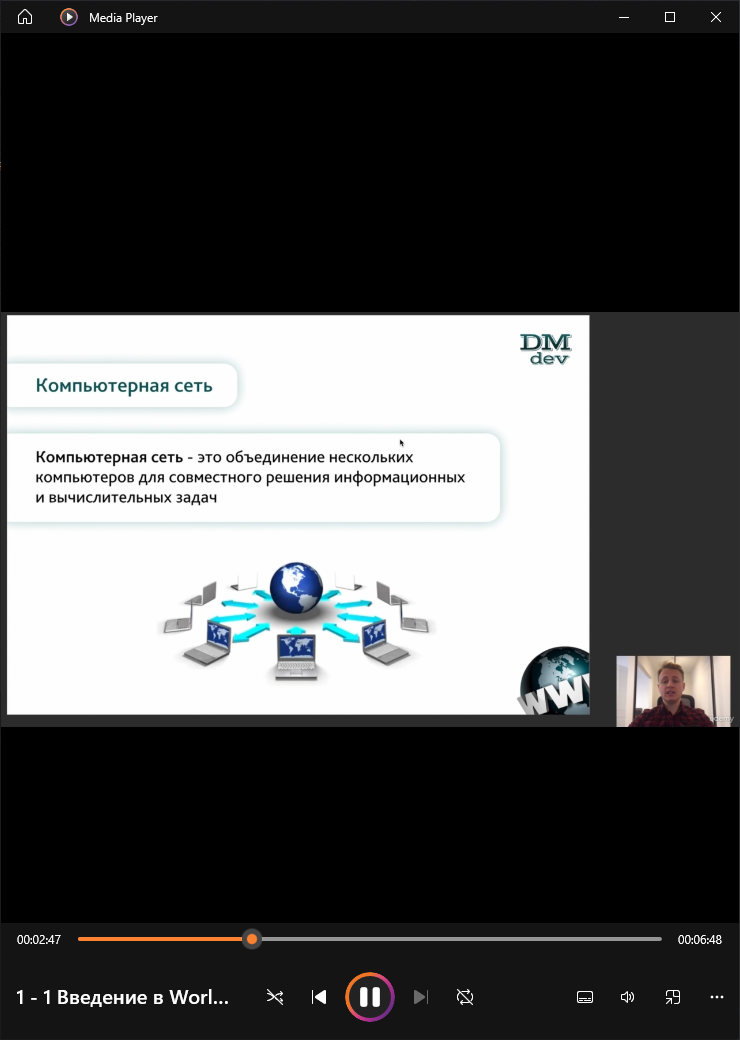 Media Player
DM
dev
Компьютерная сеть
Компьютерная сеть - это объединение нескольких
компьютеров для совместного решения информационных
и вычислительных задач
WWW
00:02:47
00:06:48
1 - 1 Введение в Worl...